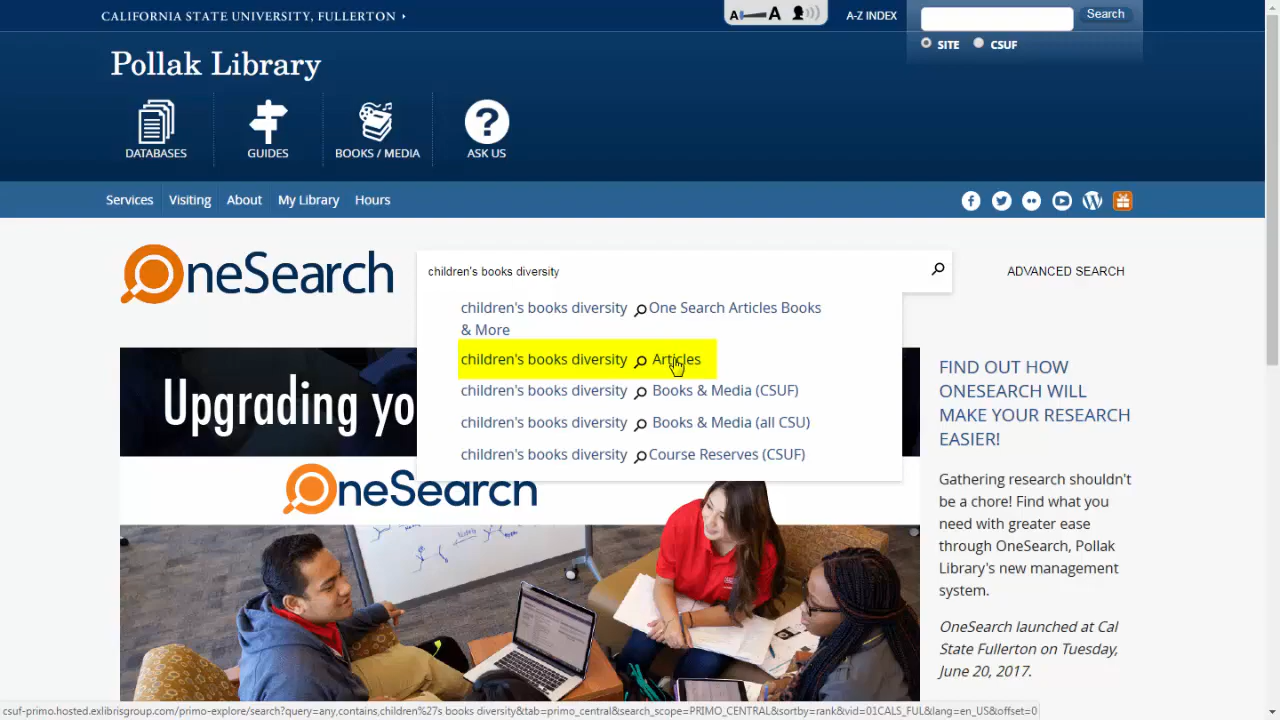 CALIFORNIA STATE UNIVERSITY, FULLERTON
A A
A-Z INDEX
Search
SITE CSUF
Pollak Library
DATABASES
GUIDES
BOOKS / MEDIA
ASK US
Services Visiting About My Library Hours
OneSearch
children's books diversity
ADVANCED SEARCH
children's books diversity One Search Articles Books
& More
children's books diversity Articles
children's books diversity Books & Media (CSUF)
children's books diversity Books & Media (all CSU)
children's books diversity Course Reserves (CSUF)
Upgrading yo
OneSearch
FIND OUT HOW
ONESEARCH WILL
MAKE YOUR RESEARCH
EASIER!
Gathering research shouldn't
be a chore! Find what you
need with greater ease
through OneSearch, Pollak
Library's new management
system.
OneSearch launched at Cal
State Fullerton on Tuesday,
June 20, 2017.
csuf-primo.hosted.exlibrisgroup.com/primo-explore/search?query=any,contains,children%27s books diversity&tab=primo_central&search_scope=PRIMO_CENTRAL&sortby=rank&vid=01CALS_FUL&lang=en_US&offset=0